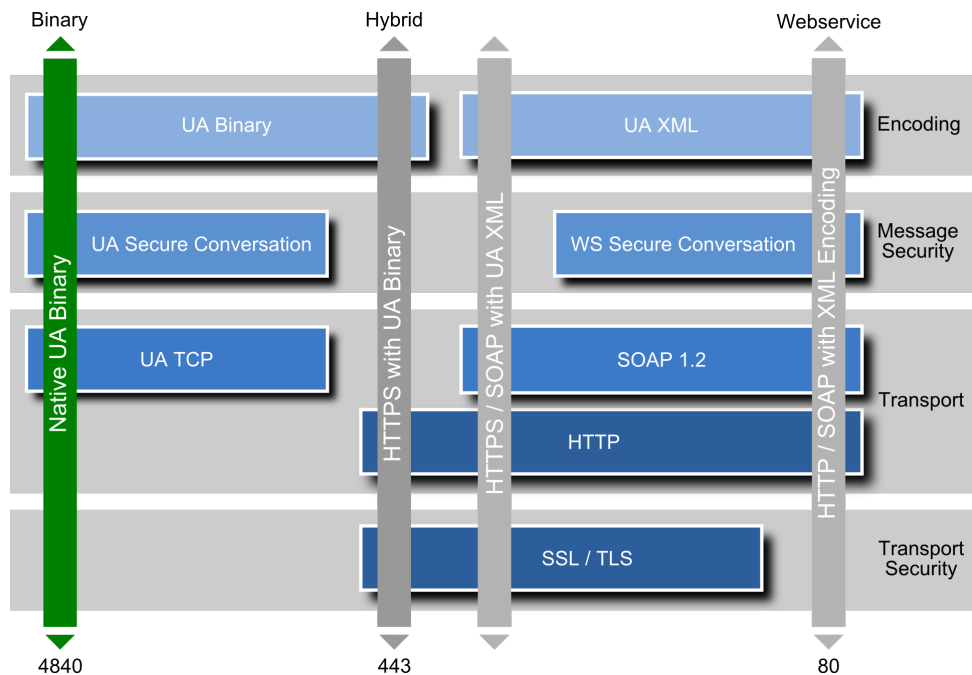 Binary
Hybrid
Webservice
UA Binary
UA XML
Encoding
UA Secure Conversation
WS Secure Conversation
Message
Security
UA TCP
SOAP 1.2
HTTP
Transport
SSL / TLS
Transport
Security
Native UA Binary
HTTPS with UA Binary
HTTPS / SOAP with UA XML
HTTP / SOAP with XML Encoding
4840
443
80